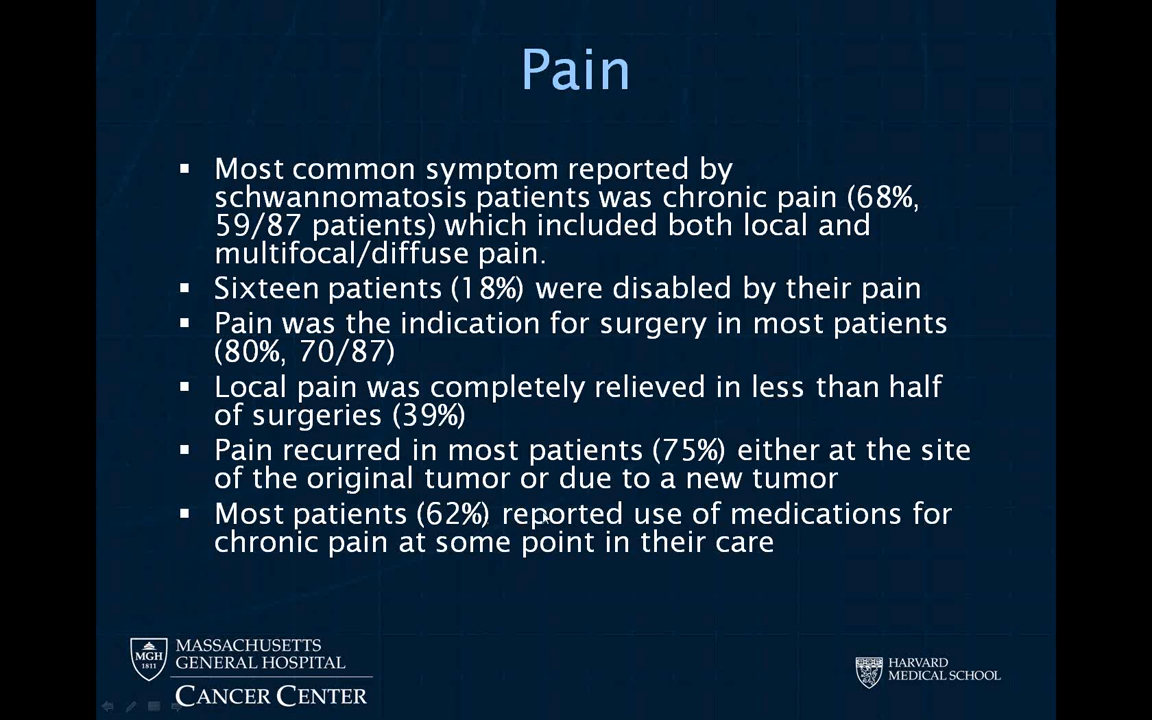 Pain
▪ Most common symptom reported by
schwannomatosis patients was chronic pain (68%,
59/87 patients) which included both local and
multifocal/diffuse pain.
▪ Sixteen patients (18%) were disabled by their pain
▪ Pain was the indication for surgery in most patients
(80%, 70/87)
▪ Local pain was completely relieved in less than half
of surgeries (39%)
▪ Pain recurred in most patients (75%) either at the site
of the original tumor or due to a new tumor
▪ Most patients (62%) reported use of medications for
chronic pain at some point in their care
MGH
1811
MASSACHUSETTS
GENERAL HOSPITAL
CANCER CENTER
HARVARD
MEDICAL SCHOOL